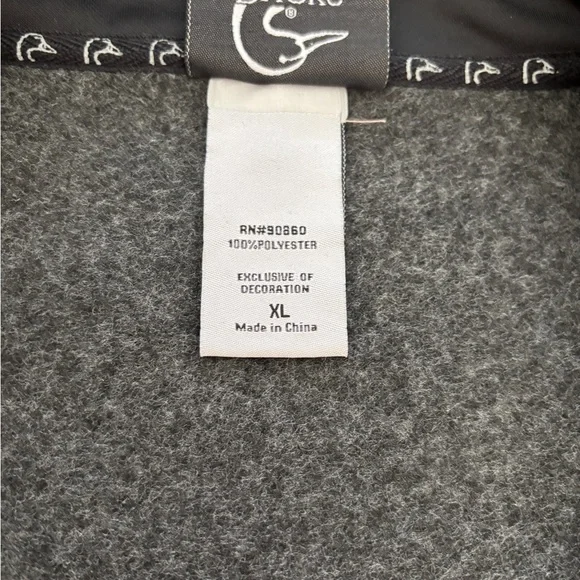 ®
RN#90860
100%POLYESTER
EXCLUSIVE OF
DECORATION
XL
Made in China